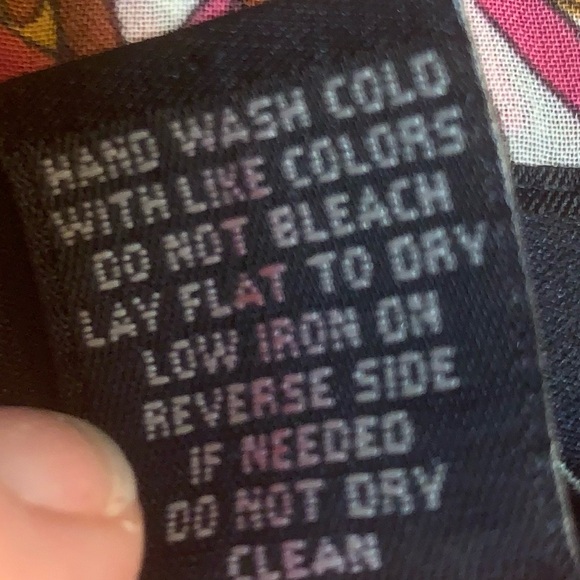 HAND WASH COLD
WITH LIKE COLORS
DO NOT BLEACH
LAY FLAT TO DRY
LOW IRON ON
REVERSE SIDE
IF NEEDED
DO NOT DRY
CLEAN